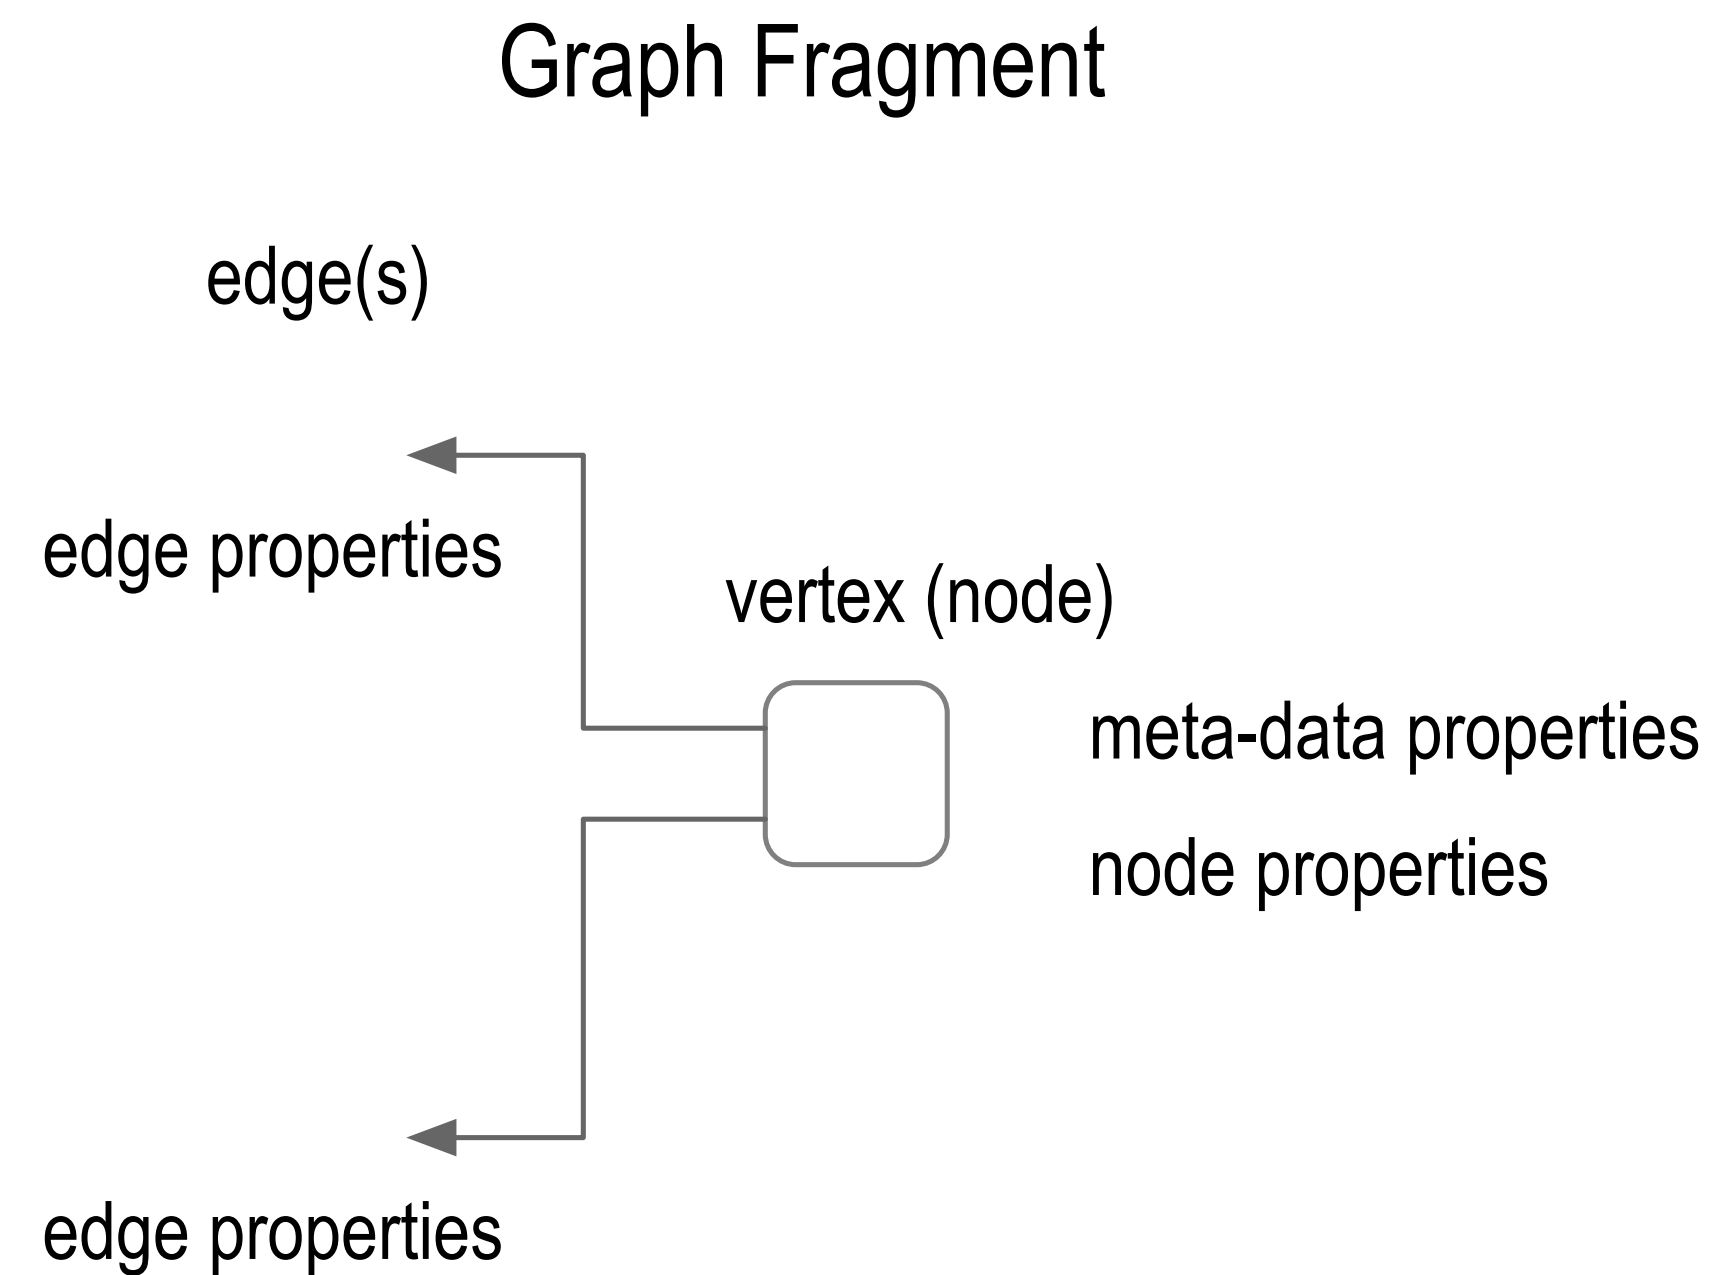 Graph Fragment
edge(s)
edge properties
vertex (node)
meta-data properties
node properties
edge properties